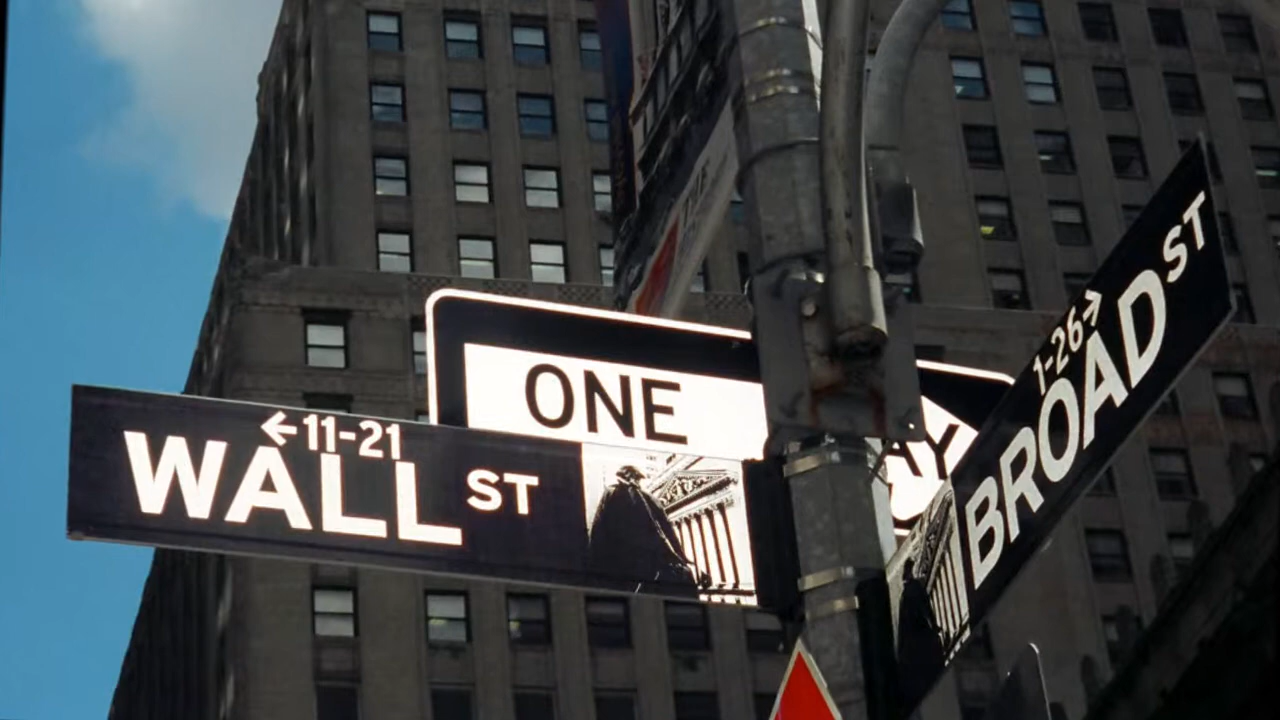 ONE
←11-21
WALL ST
1-26→
BROAD ST